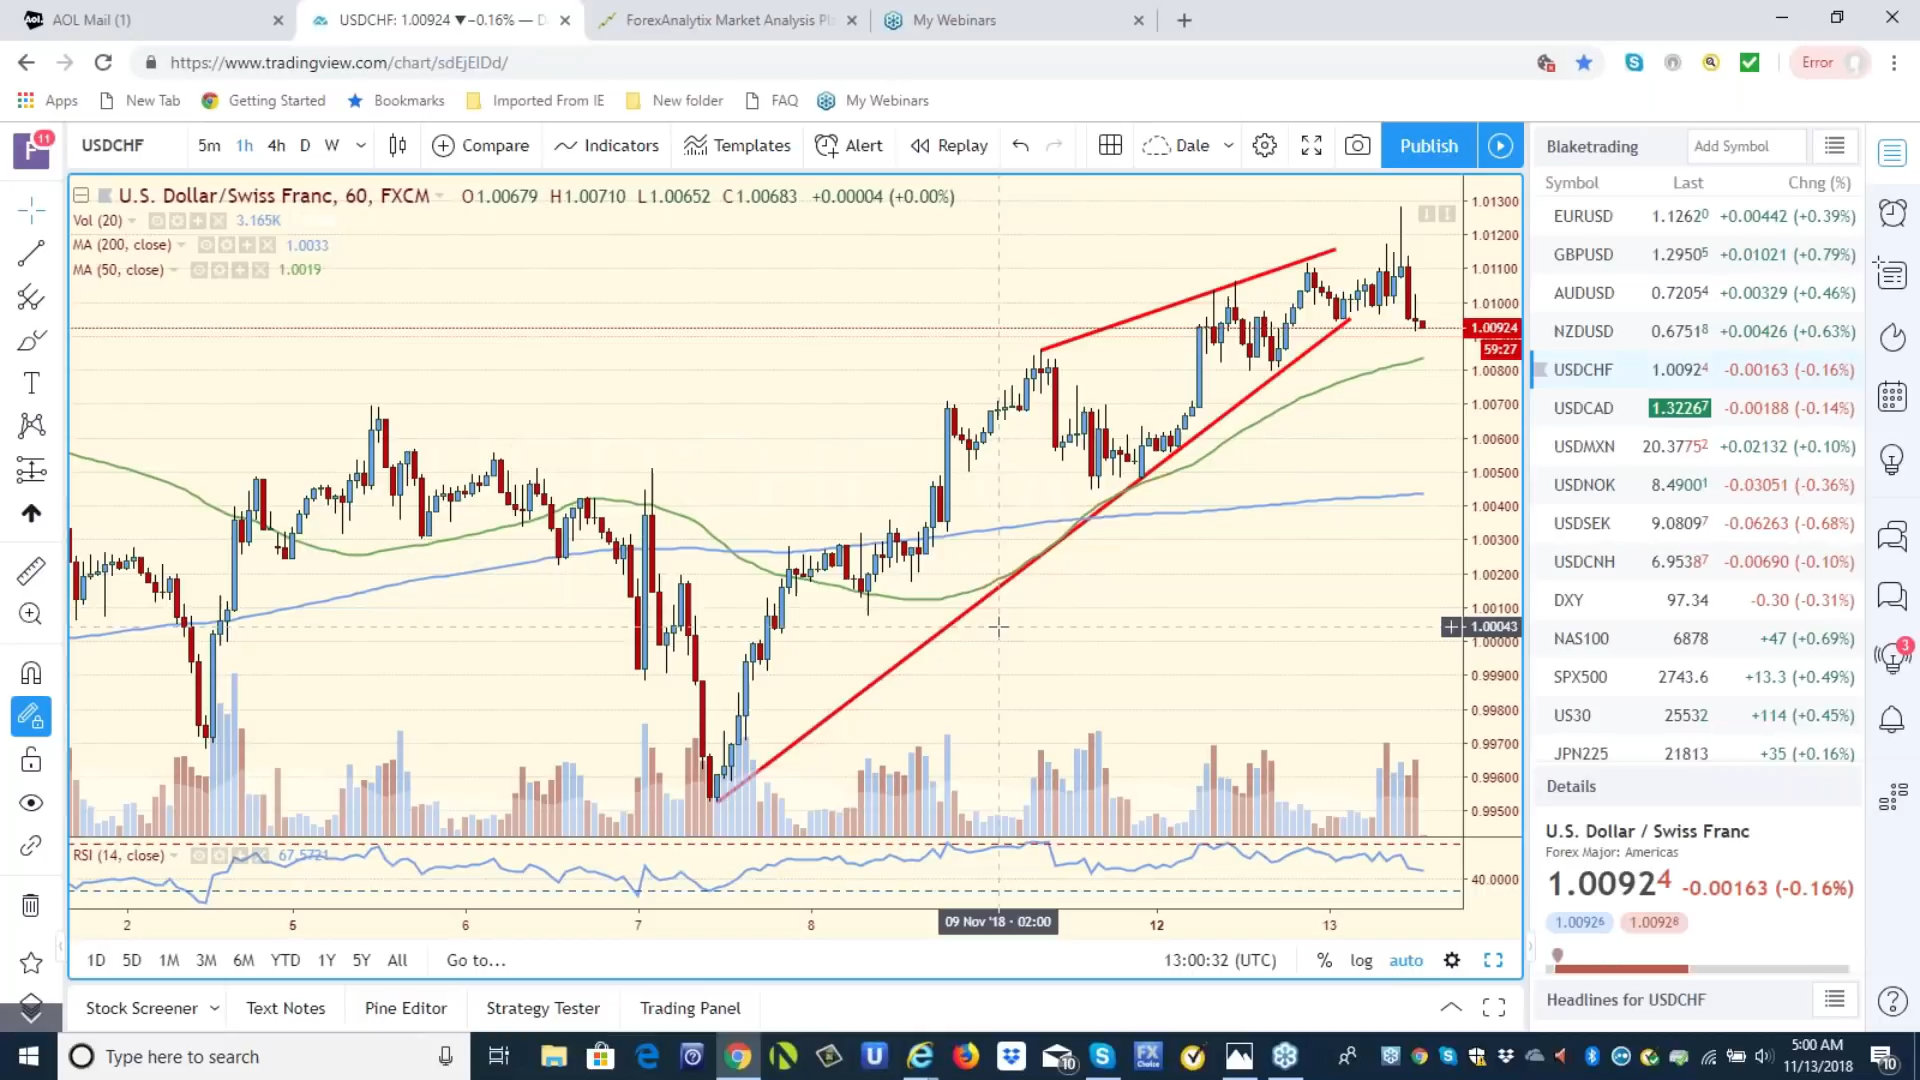 AOL Mail (1)
USDCHF: 1.00924 ▼−0.16% — D
ForexAnalytix Market Analysis Pl
My Webinars
https://www.tradingview.com/chart/sdEjEIDd/
Error
Apps
New Tab
Getting Started
Bookmarks
Imported From IE
New folder
FAQ
My Webinars
11
USDCHF
5m 1h 4h D W
Compare
Indicators
Templates
Alert
Replay
Dale
Publish
Blaketrading
Add Symbol
U.S. Dollar/Swiss Franc, 60, FXCM
O1.00679 H1.00710 L1.00652 C1.00683 +0.00004 (+0.00%)
Vol (20) 3.165K
MA (200, close) 1.0033
MA (50, close) 1.0019
1.01300
1.01200
1.01100
1.01000
1.00924
59:27
1.00800
1.00700
1.00600
1.00500
1.00400
1.00300
1.00200
1.00100
1.00043
1.00000
0.99900
0.99800
0.99700
0.99600
0.99500
RSI (14, close) 67.5721
40.0000
2 5 6 7 8 09 Nov '18 - 02:00 12 13
1D 5D 1M 3M 6M YTD 1Y 5Y All
Go to...
13:00:32 (UTC)
% log auto
Stock Screener
Text Notes
Pine Editor
Strategy Tester
Trading Panel
Symbol Last Chng (%)
EURUSD 1.12620 +0.00442 (+0.39%)
GBPUSD 1.29505 +0.01021 (+0.79%)
AUDUSD 0.72054 +0.00329 (+0.46%)
NZDUSD 0.67518 +0.00426 (+0.63%)
USDCHF 1.00924 -0.00163 (-0.16%)
USDCAD 1.32267 -0.00188 (-0.14%)
USDMXN 20.37752 +0.02132 (+0.10%)
USDNOK 8.49001 -0.03051 (-0.36%)
USDSEK 9.08097 -0.06263 (-0.68%)
USDCNH 6.95387 -0.00690 (-0.10%)
DXY 97.34 -0.30 (-0.31%)
NAS100 6878 +47 (+0.69%)
SPX500 2743.6 +13.3 (+0.49%)
US30 25532 +114 (+0.45%)
JPN225 21813 +35 (+0.16%)
3
Details
U.S. Dollar / Swiss Franc
Forex Major: Americas
1.00924 -0.00163 (-0.16%)
1.00926 1.00928
Headlines for USDCHF
Type here to search
10
FX
Choice
5:00 AM
11/13/2018
10